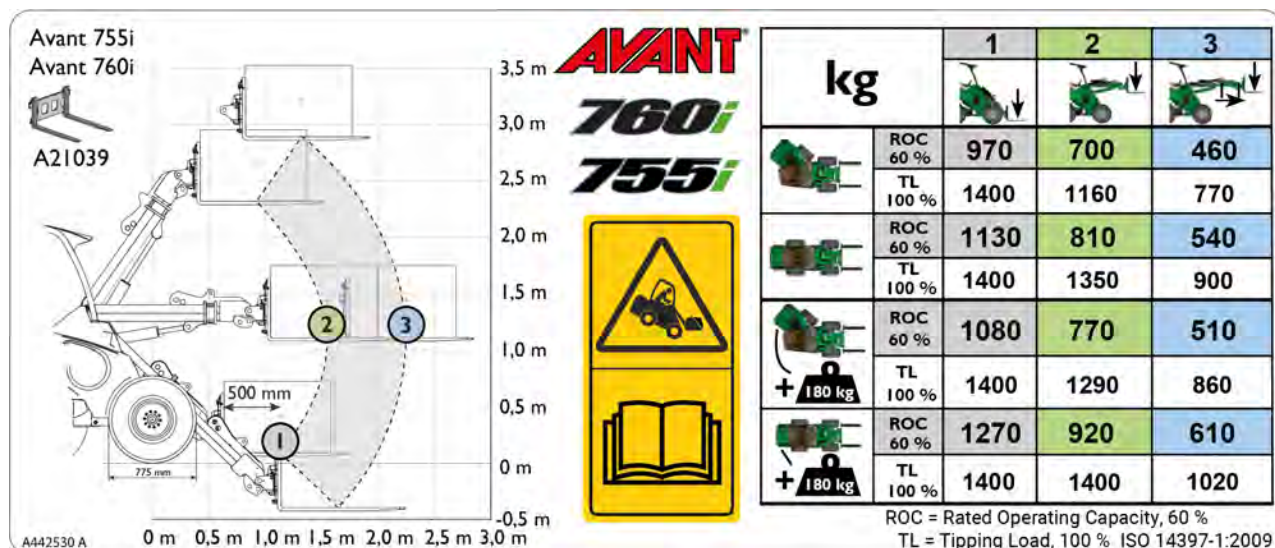 Avant 755i
Avant 760i
A21039
3,5 m
3,0 m
2,5 m
2,0 m
1,5 m
1,0 m
0,5 m
0 m
-0,5 m
2
3
500 mm
1
775 mm
0 m 0,5 m 1,0 m 1,5 m 2,0 m 2,5 m 3,0 m
A442530 A
AVANT®
760i
755i
kg 1 2 3
ROC 60 % 970 700 460
TL 100 % 1400 1160 770
ROC 60 % 1130 810 540
TL 100 % 1400 1350 900
ROC 60 % 1080 770 510
+ 180 kg TL 100 % 1400 1290 860
ROC 60 % 1270 920 610
+ 180 kg TL 100 % 1400 1400 1020
ROC = Rated Operating Capacity, 60 %
TL = Tipping Load, 100 % ISO 14397-1:2009